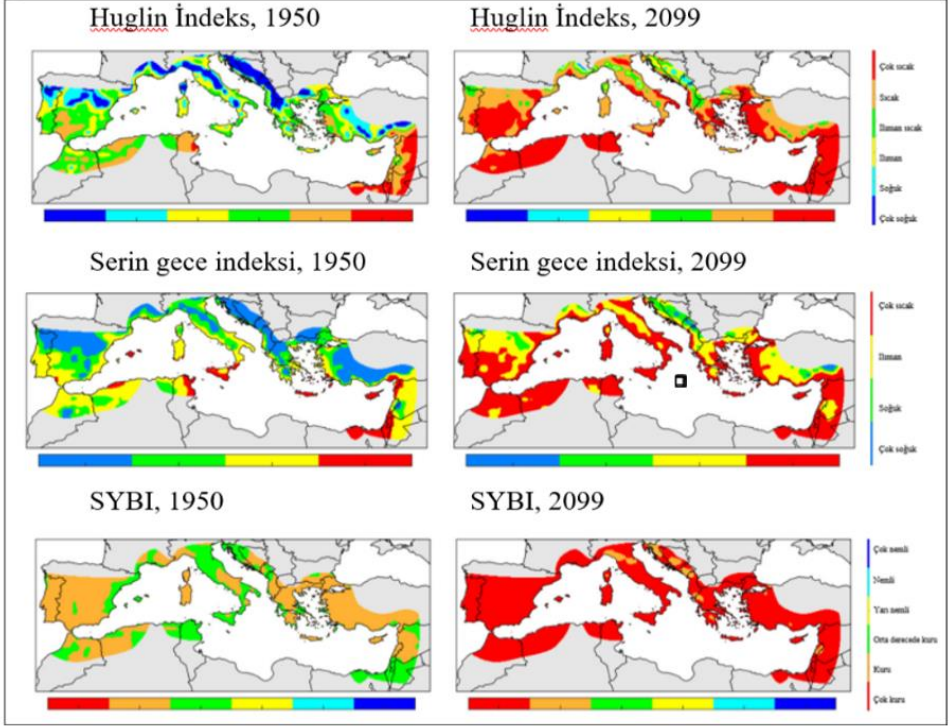 Huglin İndeks, 1950
Huglin İndeks, 2099
Çok sıcak
Sıcak
Ilıman sıcak
Ilıman
Soğuk
Çok soğuk
Serin gece indeksi, 1950
Serin gece indeksi, 2099
Çok sıcak
Ilıman
Soğuk
Çok soğuk
SYBI, 1950
SYBI, 2099
Çok nemli
Nemli
Yarı nemli
Orta derecede kuru
Kuru
Çok kuru